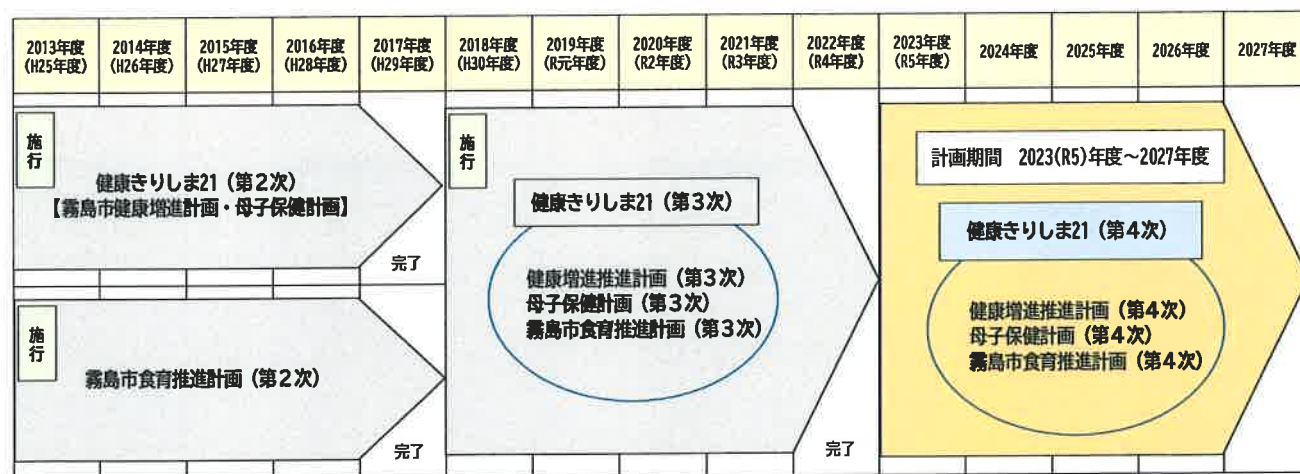 2013年度
(H25年度)
2014年度
(H26年度)
2015年度
(H27年度)
2016年度
(H28年度)
2017年度
(H29年度)
2018年度
(H30年度)
2019年度
(R元年度)
2020年度
(R2年度)
2021年度
(R3年度)
2022年度
(R4年度)
2023年度
(R5年度)
2024年度
2025年度
2026年度
2027年度
施行
健康きりしま21（第２次）
【霧島市健康増進計画・母子保健計画】
完了
施行
霧島市食育推進計画（第２次）
完了
施行
健康きりしま21（第３次）
健康増進推進計画（第３次）
母子保健計画（第３次）
霧島市食育推進計画（第３次）
完了
計画期間　2023(R5)年度～2027年度
健康きりしま21（第４次）
健康増進推進計画（第４次）
母子保健計画（第４次）
霧島市食育推進計画（第４次）